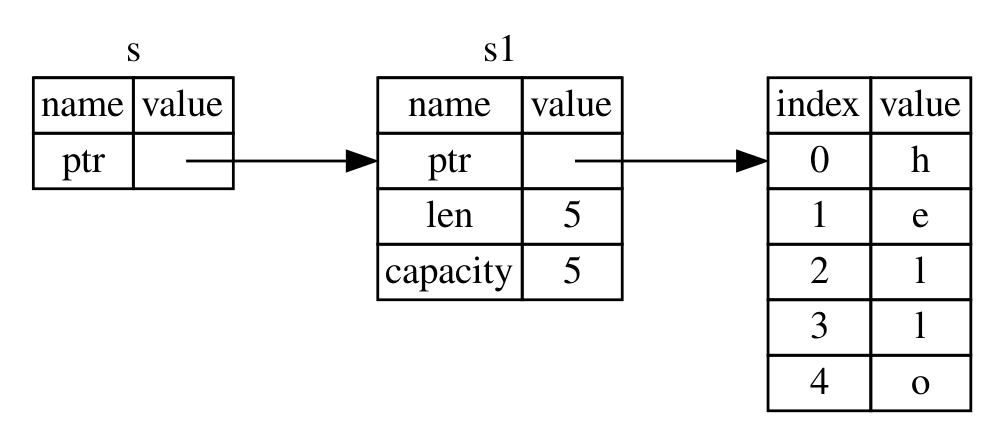 s
name value
ptr
s1
name value
ptr
len 5
capacity 5
index value
0 h
1 e
2 l
3 l
4 o